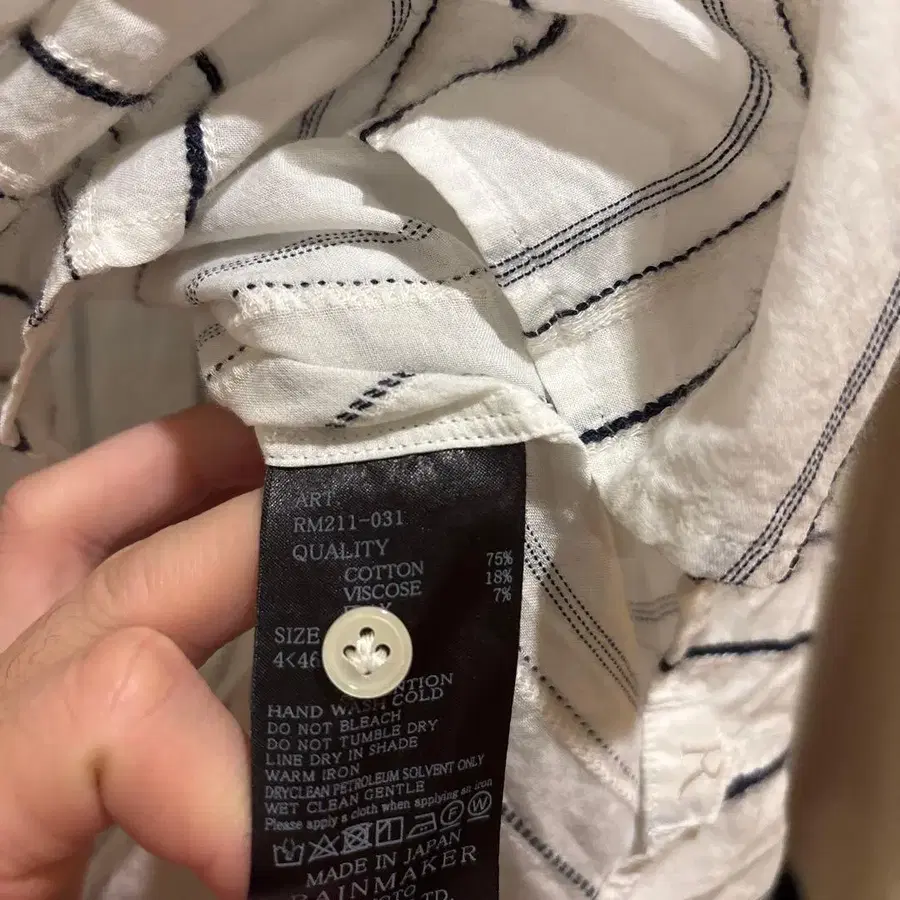 ART.
RM211-031
QUALITY
COTTON 75%
VISCOSE 18%
7%
SIZE
4<46
NTION
HAND WASH COLD
DO NOT BLEACH
DO NOT TUMBLE DRY
LINE DRY IN SHADE
WARM IRON
DRYCLEAN PETROLEUM SOLVENT ONLY
WET CLEAN GENTLE
Please apply a cloth when applying an iron
F W
MADE IN JAPAN
RAINMAKER
R